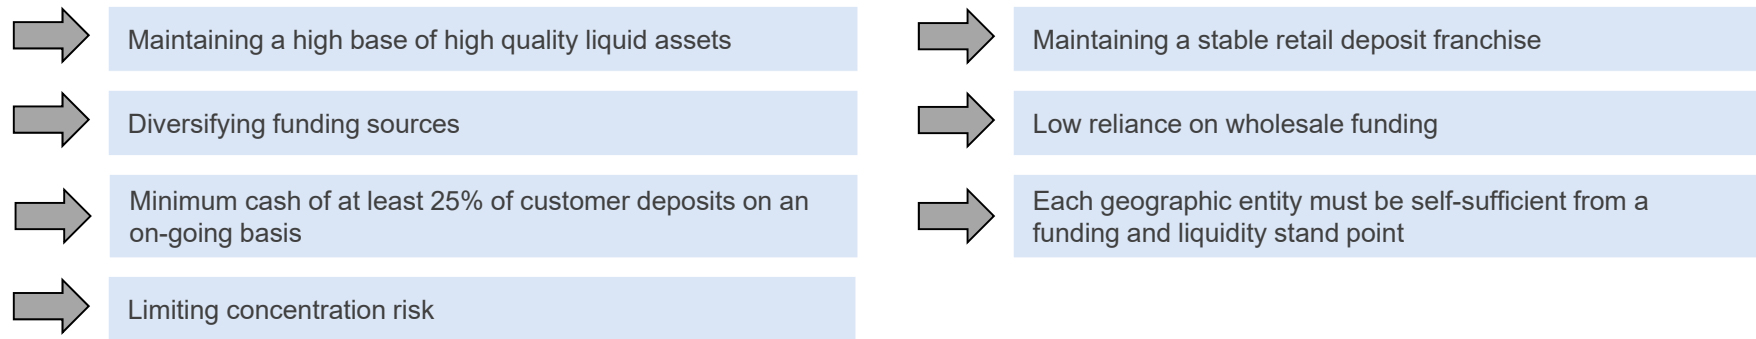 Maintaining a high base of high quality liquid assets
Diversifying funding sources
Minimum cash of at least 25% of customer deposits on an
on-going basis
Limiting concentration risk
Maintaining a stable retail deposit franchise
Low reliance on wholesale funding
Each geographic entity must be self-sufficient from a
funding and liquidity stand point